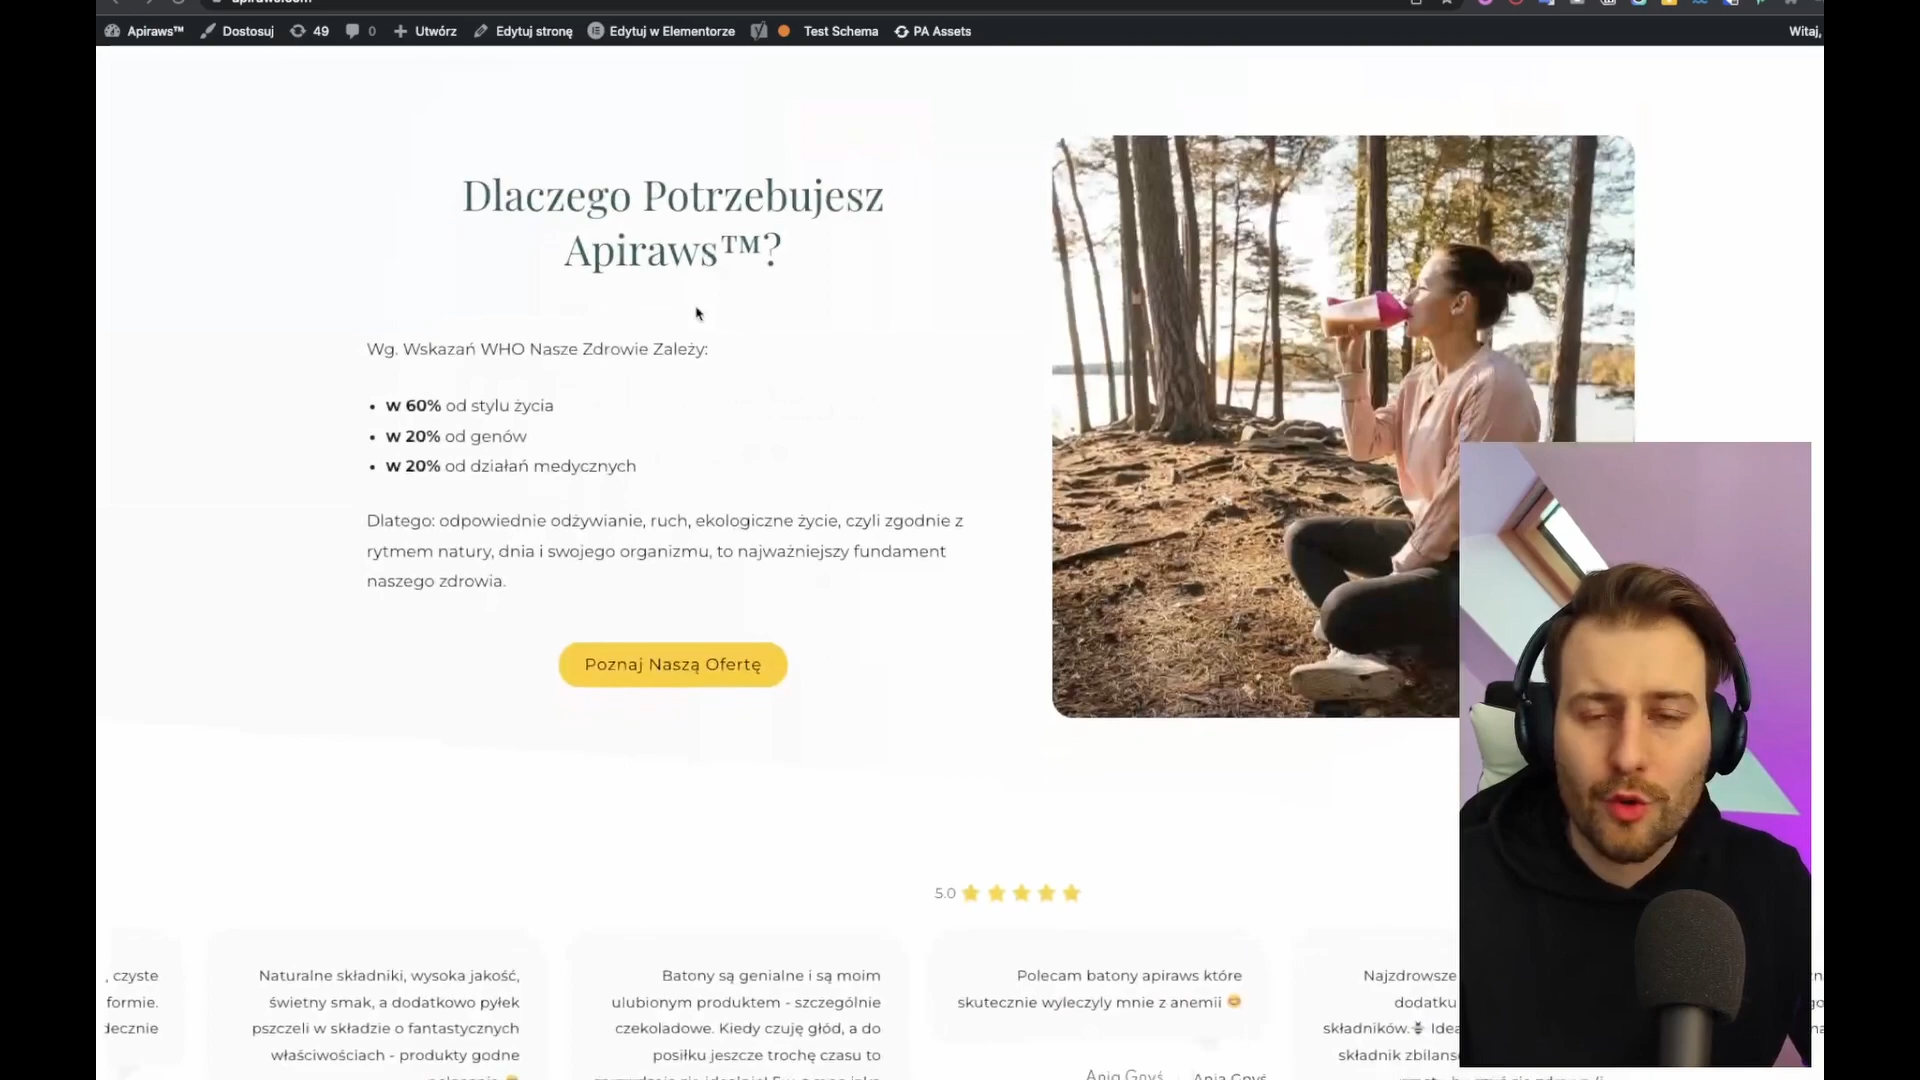 Apiraws™ Dostosuj 49 0 Utwórz Edytuj stronę Edytuj w Elementorze Test Schema PA Assets Witaj,
Dlaczego Potrzebujesz
Apiraws™?
Wg. Wskazań WHO Nasze Zdrowie Zależy:
• w 60% od stylu życia
• w 20% od genów
• w 20% od działań medycznych
Dlatego: odpowiednie odżywianie, ruch, ekologiczne życie, czyli zgodnie z
rytmem natury, dnia i swojego organizmu, to najważniejszy fundament
naszego zdrowia.
Poznaj Naszą Ofertę
5.0
, czyste
formie.
Naturalne składniki, wysoka jakość,
świetny smak, a dodatkowo pyłek
pszczeli w składzie o fantastycznych
właściwościach - produkty godne
Batony są genialne i są moim
ulubionym produktem - szczególnie
czekoladowe. Kiedy czuję głód, a do
posiłku jeszcze trochę czasu to
Polecam batony apiraws które
skutecznie wyleczyly mnie z anemii
Ania Gnyś Ania Gnyś
Najzdrowsze
dodatku
składników.
składnik